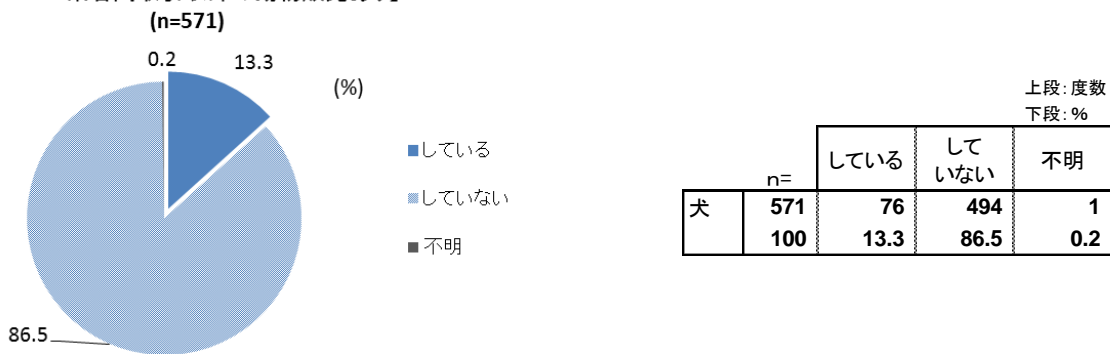 (n=571)
0.2
13.3
(%)
している
していない
不明
86.5
上段:度数
下段:%
n=
している
して
いない
不明
犬
571
76
494
1
100
13.3
86.5
0.2